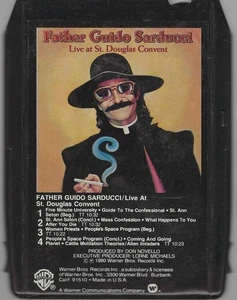 Father Guido Sarducci
Live at St. Douglas Convent
FATHER GUIDO SARDUCCI/Live At
St. Douglas Convent
1 Five Minute University • Guide To The Confessional • St. Ann
Selon (Beg.) TT 10:32
2 St. Ann Selon (Concl.) • Mass Confession • What Happens To You
After You Die TT 10:32
3 Women Priests • People's Space Program (Beg.)
TT 10:22
4 People's Space Program (Concl.) • Coming And Going
Planet • Cattle Mutilation Theories/Alien Invaders TT 10:23
PRODUCED BY DON NOVELLO
EXECUTIVE PRODUCER: LORNE MICHAELS
© 1980 Warner Bros. Records Inc.
Warner Bros. Records Inc., a subsidiary & licensee
of Warner Bros. Inc., 3300 Warner Blvd., Burbank,
Calif. 91510 • Made in U.S.A.
A Warner Communications Company